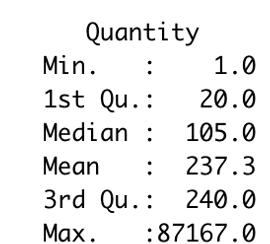 Quantity
Min.   :    1.0
1st Qu.:   20.0
Median :  105.0
Mean   :  237.3
3rd Qu.:  240.0
Max.   :87167.0